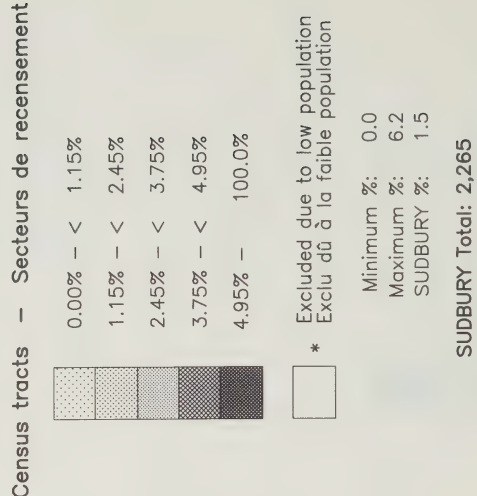 Census tracts – Secteurs de recensement
0.00% – < 1.15%
1.15% – < 2.45%
2.45% – < 3.75%
3.75% – < 4.95%
4.95% – 100.0%
* Excluded due to low population
Exclu dû à la faible population
Minimum %: 0.0
Maximum %: 6.2
SUDBURY %: 1.5
SUDBURY Total: 2,265